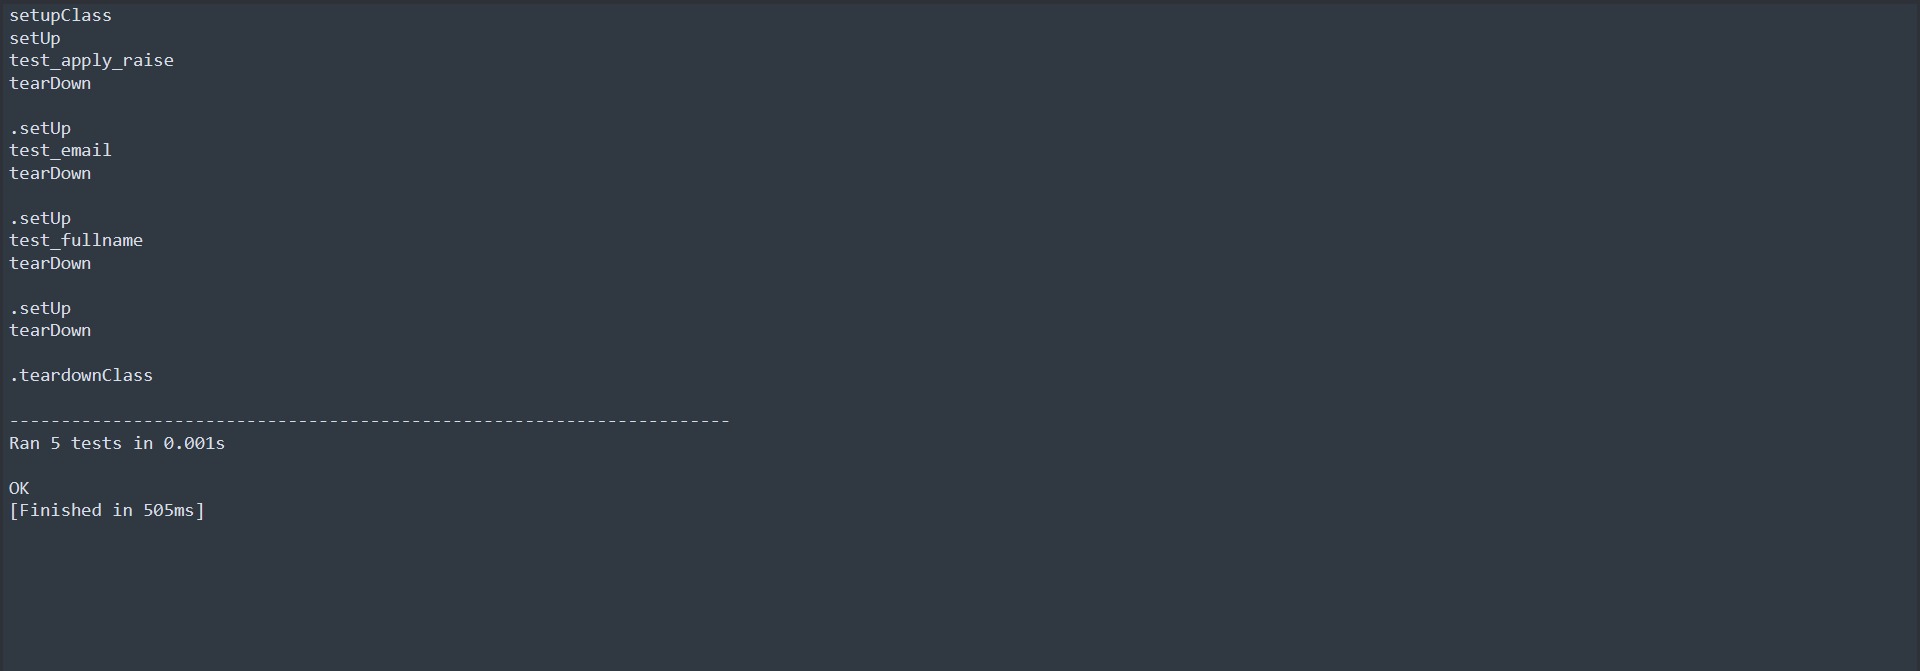 setupClass
setUp
test_apply_raise
tearDown

.setUp
test_email
tearDown

.setUp
test_fullname
tearDown

.setUp
tearDown

.teardownClass

----------------------------------------------------------------------
Ran 5 tests in 0.001s

OK
[Finished in 505ms]